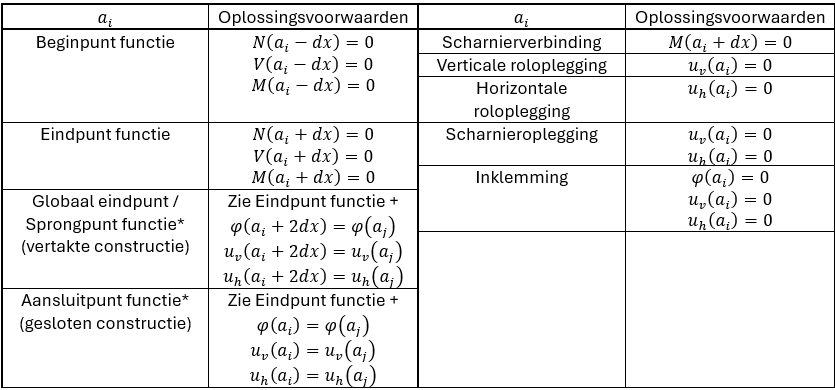 a_i
Oplossingsvoorwaarden
Beginpunt functie
N(a_i − dx) = 0
V(a_i − dx) = 0
M(a_i − dx) = 0
Eindpunt functie
N(a_i + dx) = 0
V(a_i + dx) = 0
M(a_i + dx) = 0
Globaal eindpunt /
Sprongpunt functie*
(vertakte constructie)
Zie Eindpunt functie +
φ(a_i + 2dx) = φ(a_j)
u_v(a_i + 2dx) = u_v(a_j)
u_h(a_i + 2dx) = u_h(a_j)
Aansluitpunt functie*
(gesloten constructie)
Zie Eindpunt functie +
φ(a_i) = φ(a_j)
u_v(a_i) = u_v(a_j)
u_h(a_i) = u_h(a_j)
a_i
Oplossingsvoorwaarden
Scharnierverbinding
M(a_i + dx) = 0
Verticale roloplegging
u_v(a_i) = 0
Horizontale
roloplegging
u_h(a_i) = 0
Scharnieroplegging
u_v(a_i) = 0
u_h(a_i) = 0
Inklemming
φ(a_i) = 0
u_v(a_i) = 0
u_h(a_i) = 0